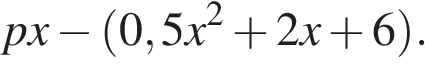 px − (0,5x² + 2x + 6).